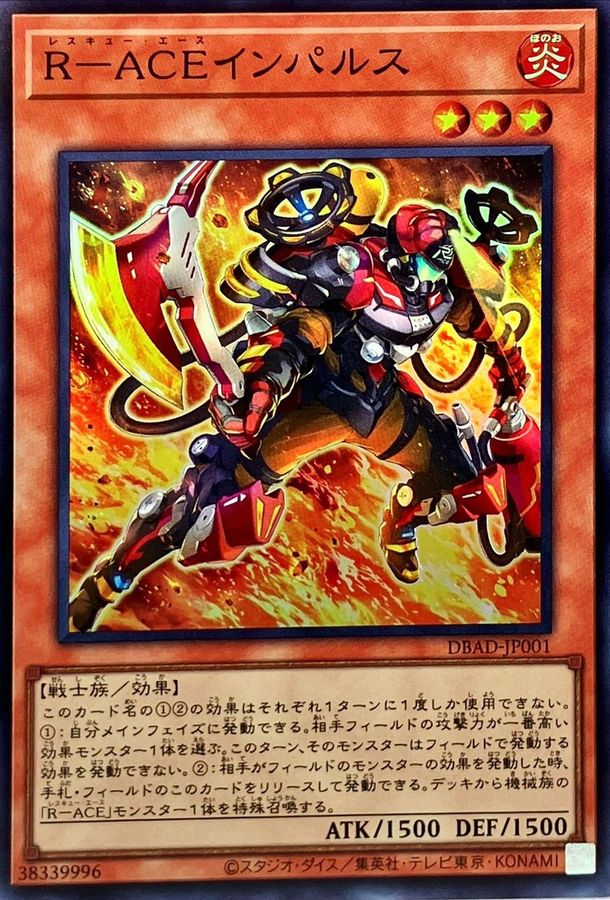 レスキュー・エース
R－ACEインパルス
ほのお
炎
DBAD-JP001
【戦士族／効果】
このカード名の①②の効果はそれぞれ1ターンに1度しか使用できない。
①：自分メインフェイズに発動できる。相手フィールドの攻撃力が一番高い
効果モンスター1体を選ぶ。このターン、そのモンスターはフィールドで発動する
効果を発動できない。②：相手がフィールドのモンスターの効果を発動した時、
手札・フィールドのこのカードをリリースして発動できる。デッキから機械族の
「R－ACE」モンスター1体を特殊召喚する。
ATK/1500 DEF/1500
38339996
©スタジオ・ダイス／集英社・テレビ東京・KONAMI